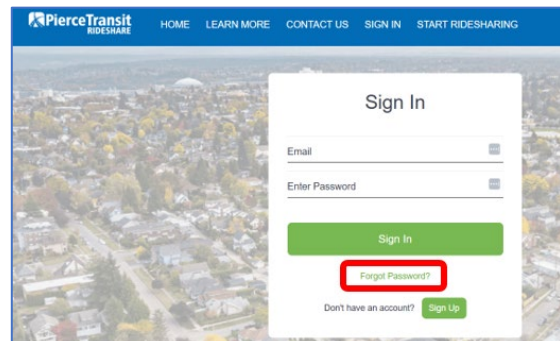 PierceTransit
RIDESHARE
HOME LEARN MORE CONTACT US SIGN IN START RIDESHARING
Sign In
Email
Enter Password
Sign In
Forgot Password?
Don't have an account? Sign Up